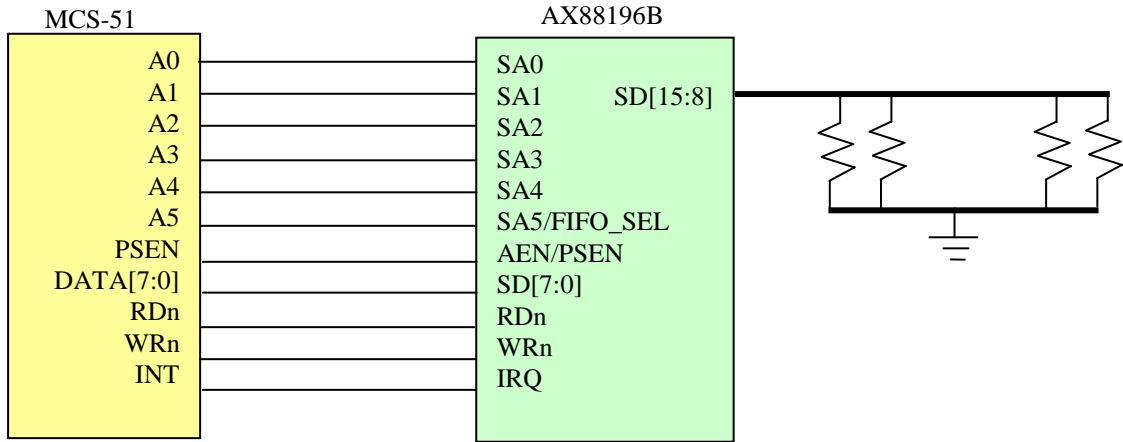 MCS-51
AX88196B
A0
A1
A2
A3
A4
A5
PSEN
DATA[7:0]
RDn
WRn
INT
SA0
SA1 SD[15:8]
SA2
SA3
SA4
SA5/FIFO_SEL
AEN/PSEN
SD[7:0]
RDn
WRn
IRQ